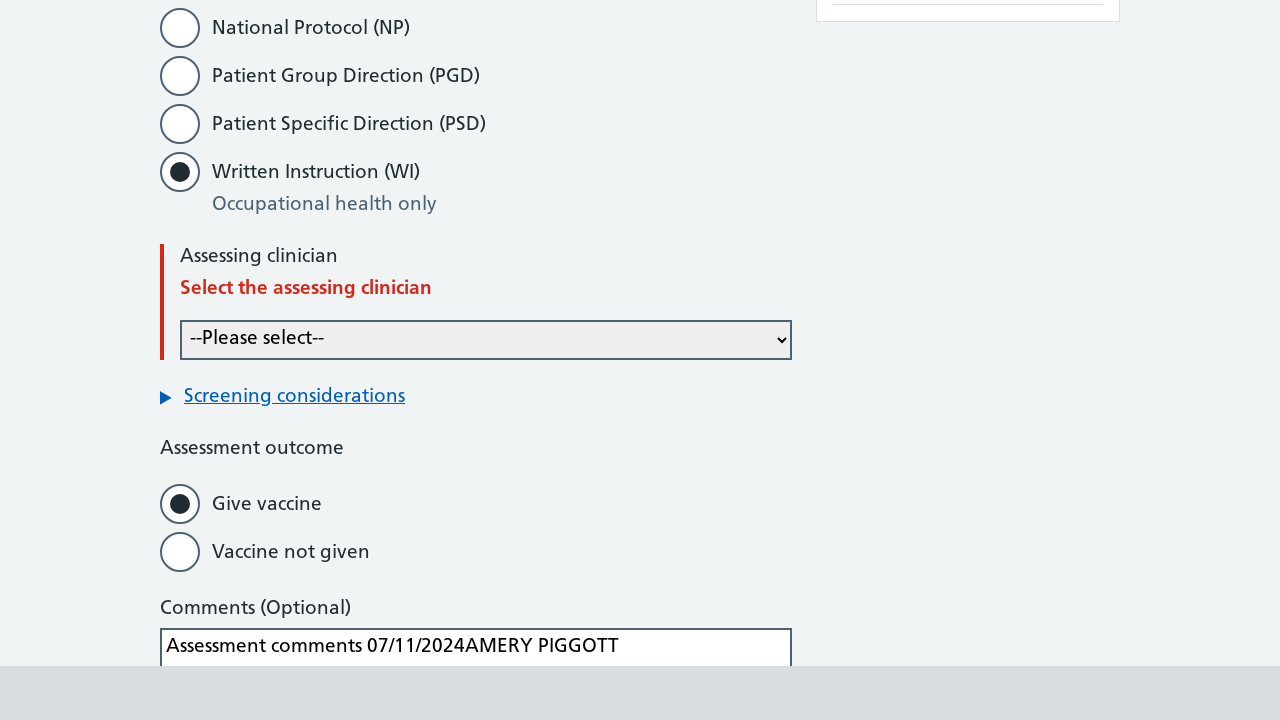 National Protocol (NP)
Patient Group Direction (PGD)
Patient Specific Direction (PSD)
Written Instruction (WI)
Occupational health only
Assessing clinician
Select the assessing clinician
--Please select--
Screening considerations
Assessment outcome
Give vaccine
Vaccine not given
Comments (Optional)
Assessment comments 07/11/2024AMERY PIGGOTT